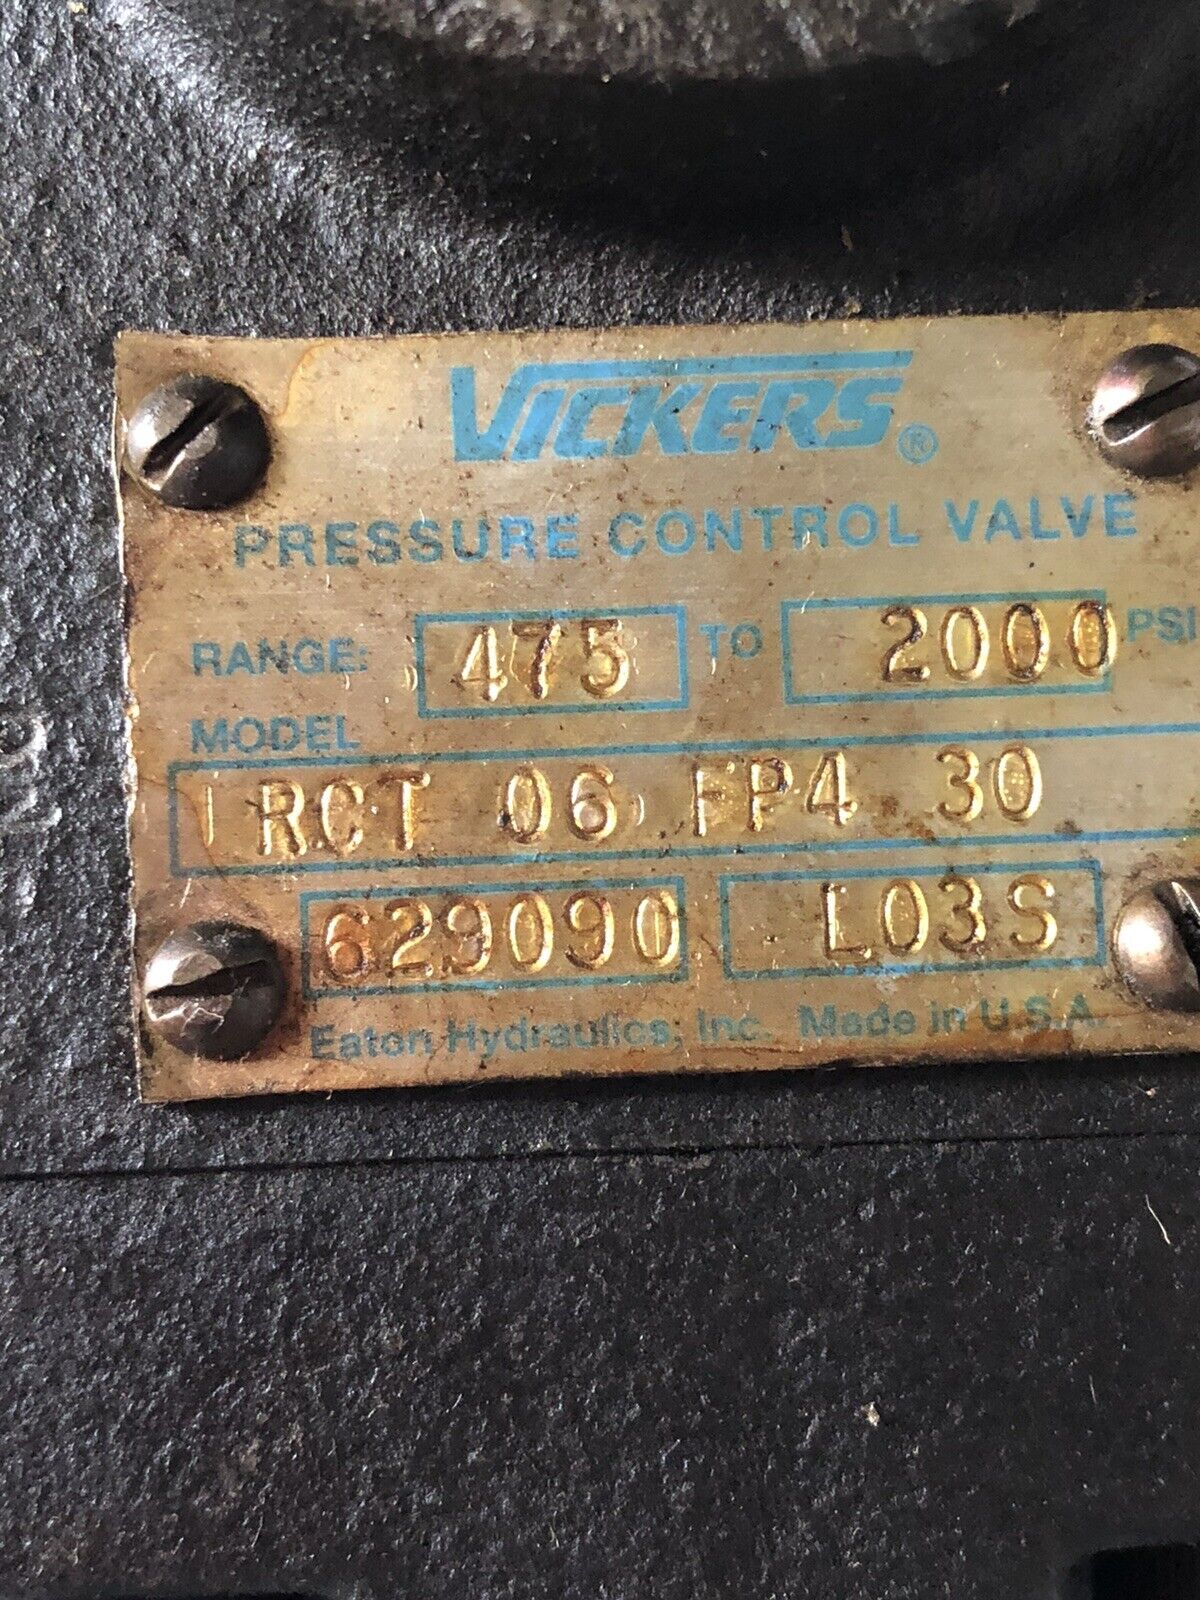 VICKERS®
PRESSURE CONTROL VALVE
RANGE: 475 TO 2000 PSI
MODEL
RCT 06 FP4 30
629090 L03S
Eaton Hydraulics, Inc. Made in U.S.A.